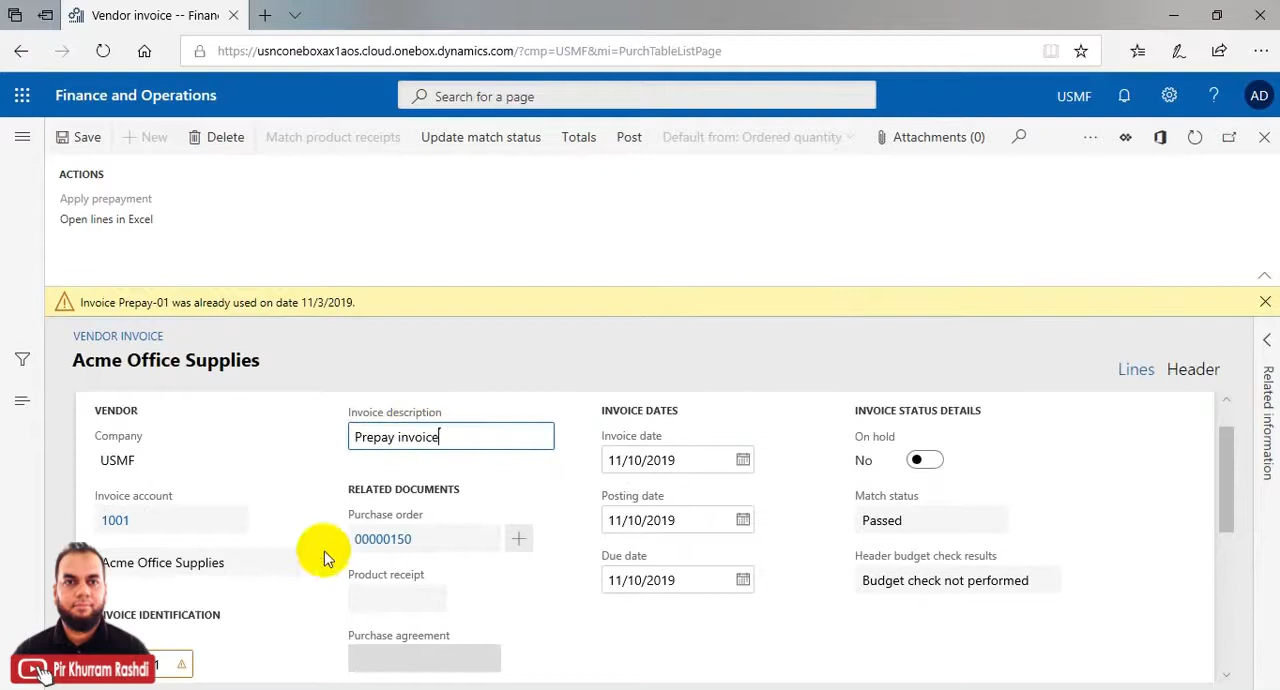 Vendor invoice -- Finan
https://usnconeboxax1aos.cloud.onebox.dynamics.com/?cmp=USMF&mi=PurchTableListPage
Finance and Operations
Search for a page
USMF
?
AD
Save
+ New
Delete
Match product receipts
Update match status
Totals
Post
Default from: Ordered quantity
Attachments (0)
ACTIONS
Apply prepayment
Open lines in Excel
Invoice Prepay-01 was already used on date 11/3/2019.
VENDOR INVOICE
Acme Office Supplies
Lines Header
Related information
VENDOR
Company
USMF
Invoice account
1001
Acme Office Supplies
INVOICE IDENTIFICATION
1
Invoice description
Prepay invoice
RELATED DOCUMENTS
Purchase order
00000150
Product receipt
Purchase agreement
INVOICE DATES
Invoice date
11/10/2019
Posting date
11/10/2019
Due date
11/10/2019
INVOICE STATUS DETAILS
On hold
No
Match status
Passed
Header budget check results
Budget check not performed
Pir Khurram Rashdi